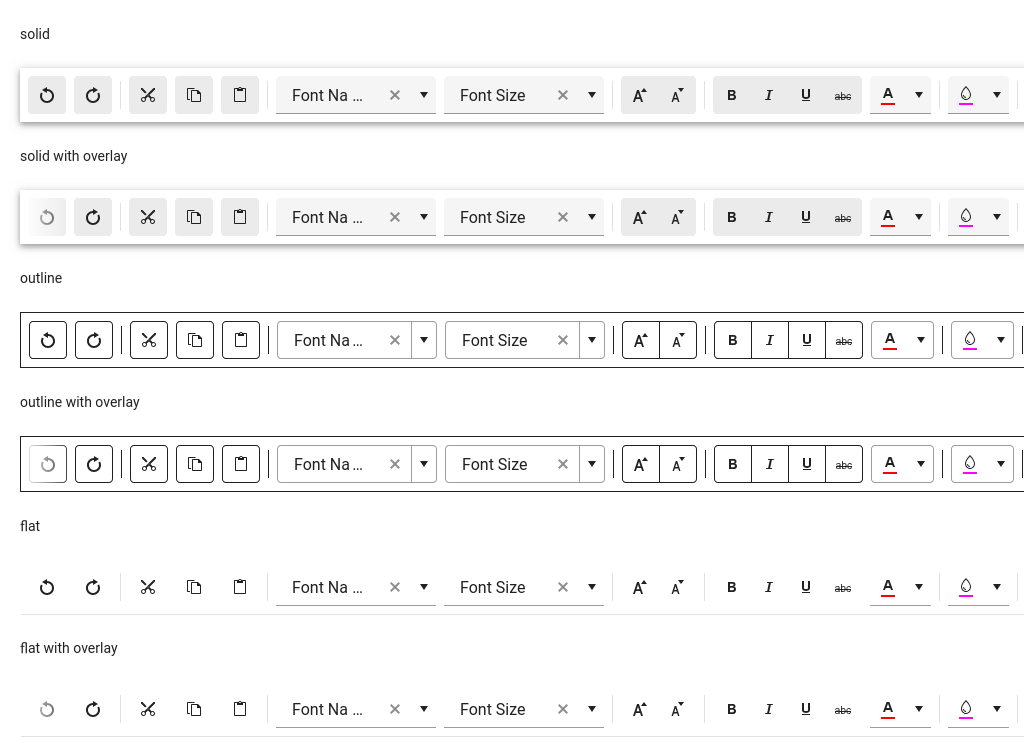 solid
Font Na ... Font Size A A B I U abc A
solid with overlay
Font Na ... Font Size A A B I U abc A
outline
Font Na ... Font Size A A B I U abc A
outline with overlay
Font Na ... Font Size A A B I U abc A
flat
Font Na ... Font Size A A B I U abc A
flat with overlay
Font Na ... Font Size A A B I U abc A